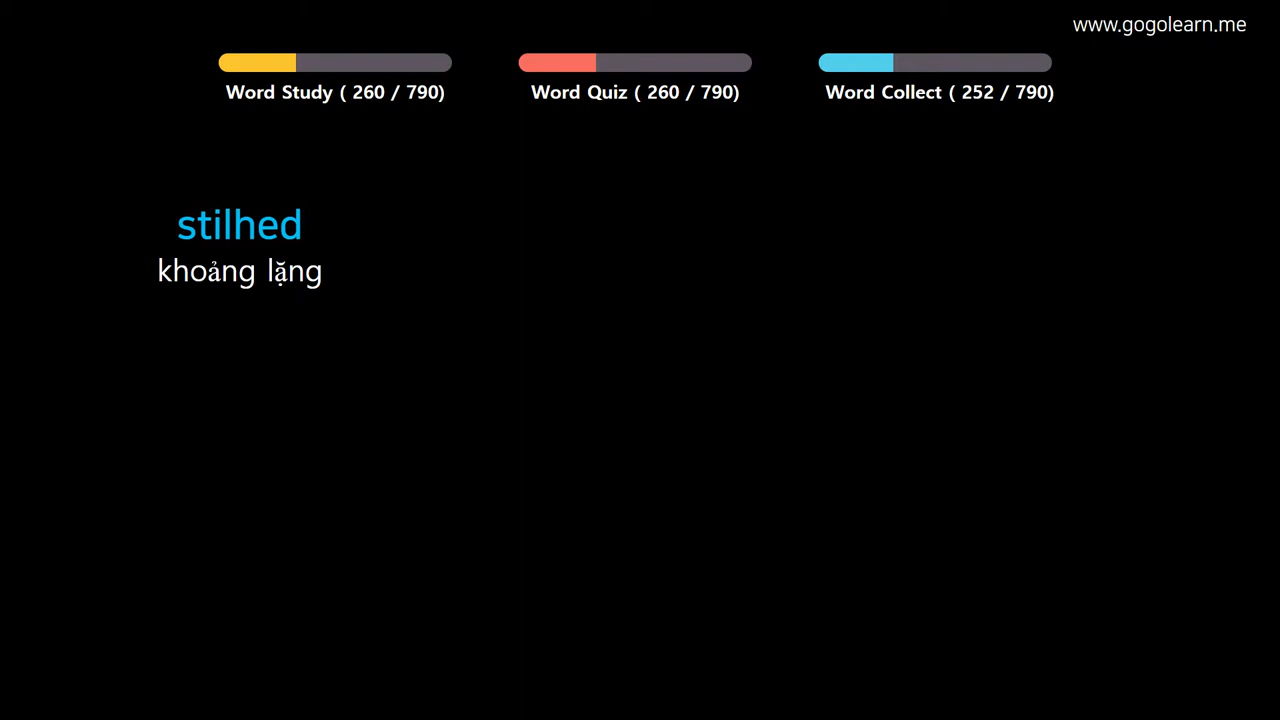 www.gogolearn.me
Word Study ( 260 / 790)
Word Quiz ( 260 / 790)
Word Collect ( 252 / 790)
stilhed
khoảng lặng